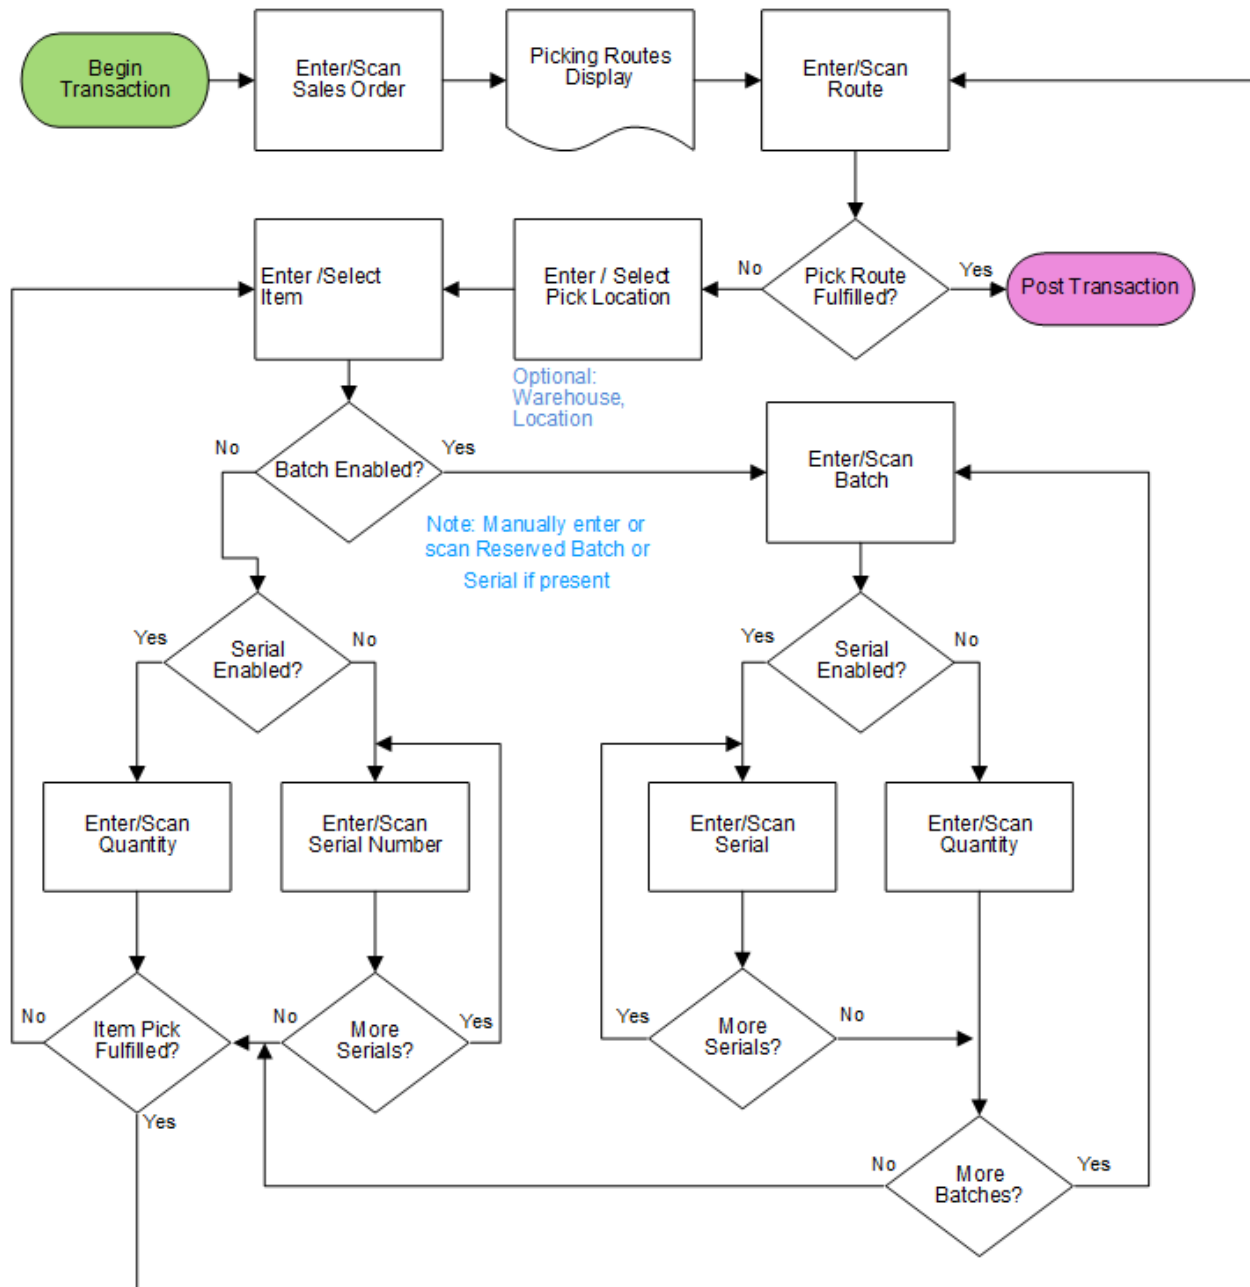 Begin
Transaction
Enter/Scan
Sales Order
Picking Routes
Display
Enter/Scan
Route
Enter /Select
Item
Enter / Select
Pick Location
No
Pick Route
Fulfilled?
Yes
Post Transaction
Optional:
Warehouse,
Location
No
Batch Enabled?
Yes
Enter/Scan
Batch
Note: Manually enter or
scan Reserved Batch or
Serial if present
Yes
Serial
Enabled?
No
Yes
Serial
Enabled?
No
Enter/Scan
Quantity
Enter/Scan
Serial Number
Enter/Scan
Serial
Enter/Scan
Quantity
No
Item Pick
Fulfilled?
Yes
No
More
Serials?
Yes
Yes
More
Serials?
No
No
More
Batches?
Yes